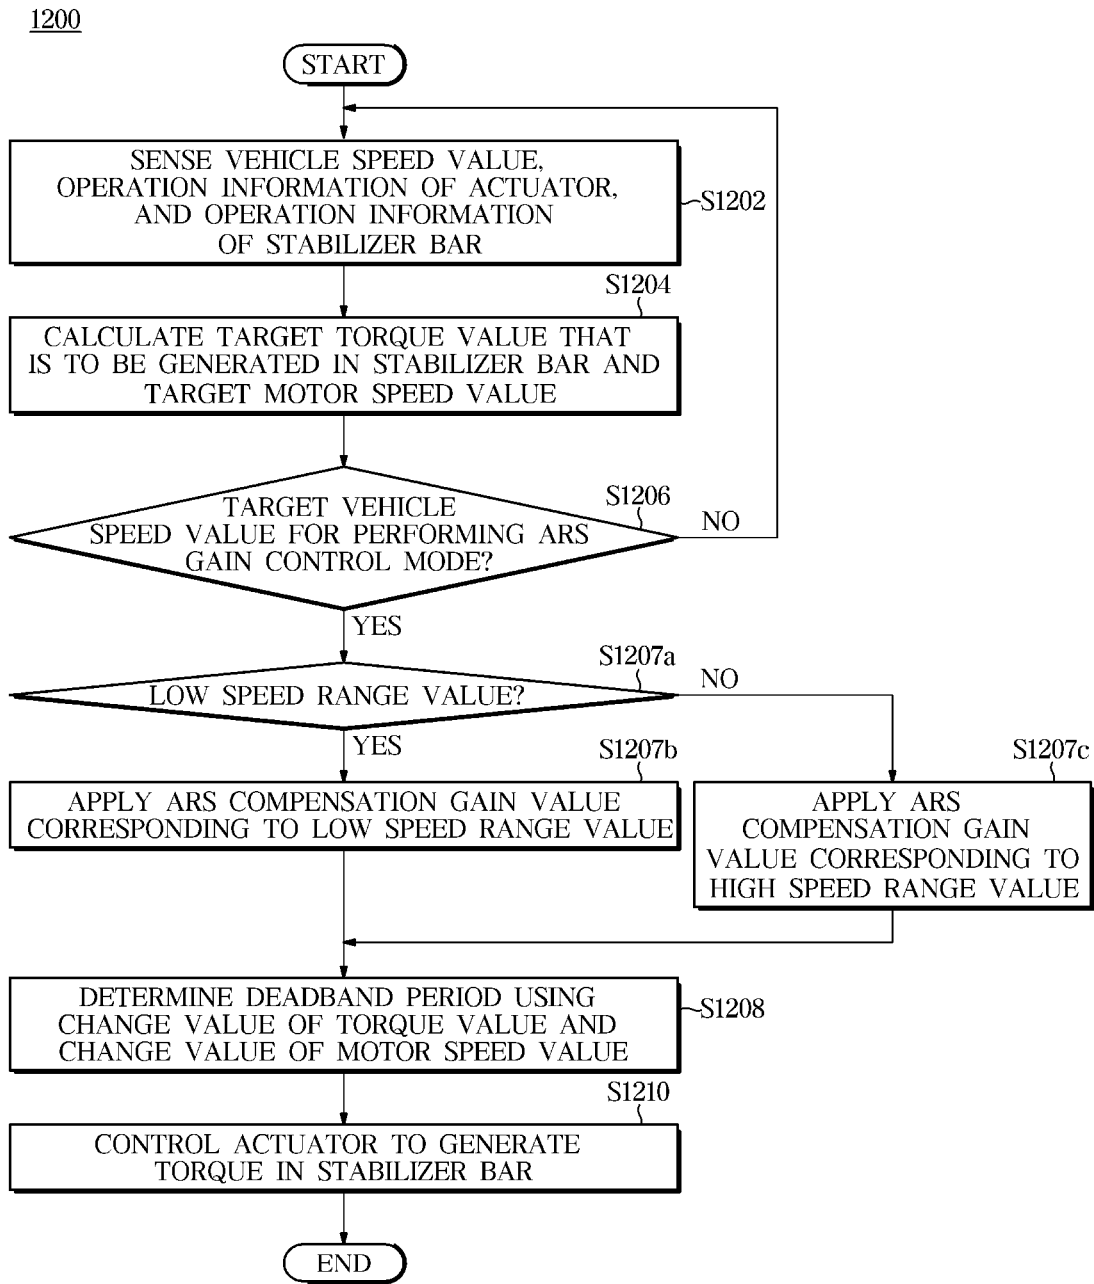 1200
START
SENSE VEHICLE SPEED VALUE,
OPERATION INFORMATION OF ACTUATOR,
AND OPERATION INFORMATION
OF STABILIZER BAR
S1202
S1204
CALCULATE TARGET TORQUE VALUE THAT
IS TO BE GENERATED IN STABILIZER BAR AND
TARGET MOTOR SPEED VALUE
S1206
TARGET VEHICLE
SPEED VALUE FOR PERFORMING ARS
GAIN CONTROL MODE?
NO
YES
S1207a
LOW SPEED RANGE VALUE?
NO
YES
S1207b
APPLY ARS COMPENSATION GAIN VALUE
CORRESPONDING TO LOW SPEED RANGE VALUE
S1207c
APPLY ARS
COMPENSATION GAIN
VALUE CORRESPONDING TO
HIGH SPEED RANGE VALUE
DETERMINE DEADBAND PERIOD USING
CHANGE VALUE OF TORQUE VALUE AND
CHANGE VALUE OF MOTOR SPEED VALUE
S1208
S1210
CONTROL ACTUATOR TO GENERATE
TORQUE IN STABILIZER BAR
END